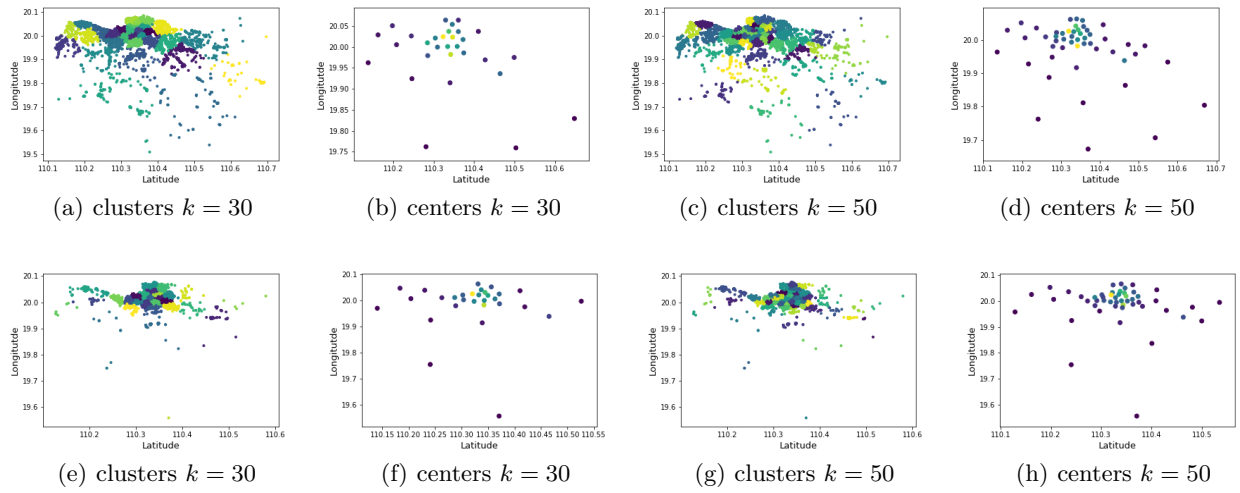 20.1
20.0
19.9
19.8
19.7
19.6
19.5
Longitutde
110.1 110.2 110.3 110.4 110.5 110.6 110.7
Latitude
(a) clusters k = 30
20.05
20.00
19.95
19.90
19.85
19.80
19.75
Longitutde
110.2 110.3 110.4 110.5 110.6
Latitude
(b) centers k = 30
20.1
20.0
19.9
19.8
19.7
19.6
19.5
Longitutde
110.1 110.2 110.3 110.4 110.5 110.6 110.7
Latitude
(c) clusters k = 50
20.0
19.9
19.8
19.7
Longitutde
110.1 110.2 110.3 110.4 110.5 110.6 110.7
Latitude
(d) centers k = 50
20.1
20.0
19.9
19.8
19.7
19.6
Longitutde
110.2 110.3 110.4 110.5 110.6
Latitude
(e) clusters k = 30
20.1
20.0
19.9
19.8
19.7
19.6
Longitutde
110.15 110.20 110.25 110.30 110.35 110.40 110.45 110.50 110.55
Latitude
(f) centers k = 30
20.1
20.0
19.9
19.8
19.7
19.6
Longitutde
110.2 110.3 110.4 110.5 110.6
Latitude
(g) clusters k = 50
20.1
20.0
19.9
19.8
19.7
19.6
Longitutde
110.1 110.2 110.3 110.4 110.5
Latitude
(h) centers k = 50